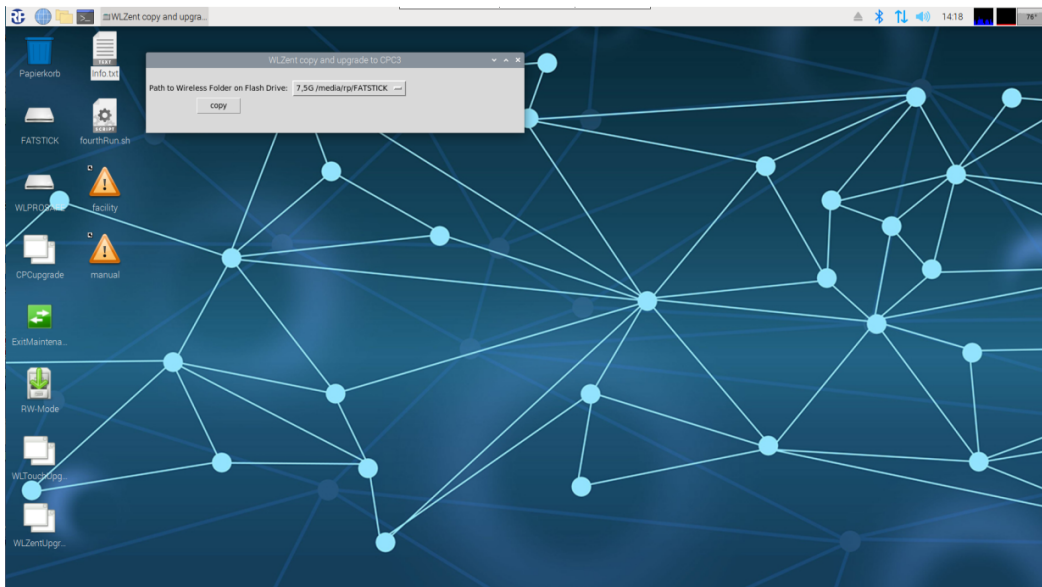 WLZent copy and upgra...
14:18
76°
Papierkorb
Info txt
WLZent copy and upgrade to CPC3
Path to Wireless Folder on Flash Drive: 7,5G /media/rp/FATSTICK
copy
TEXT
SCRIPT
FATSTICK
fourthRun.sh
facility
CPCupgrade
manual
ExitMaintena...
RW-Mode
WLTouchUpg...
WLZentUpgr...